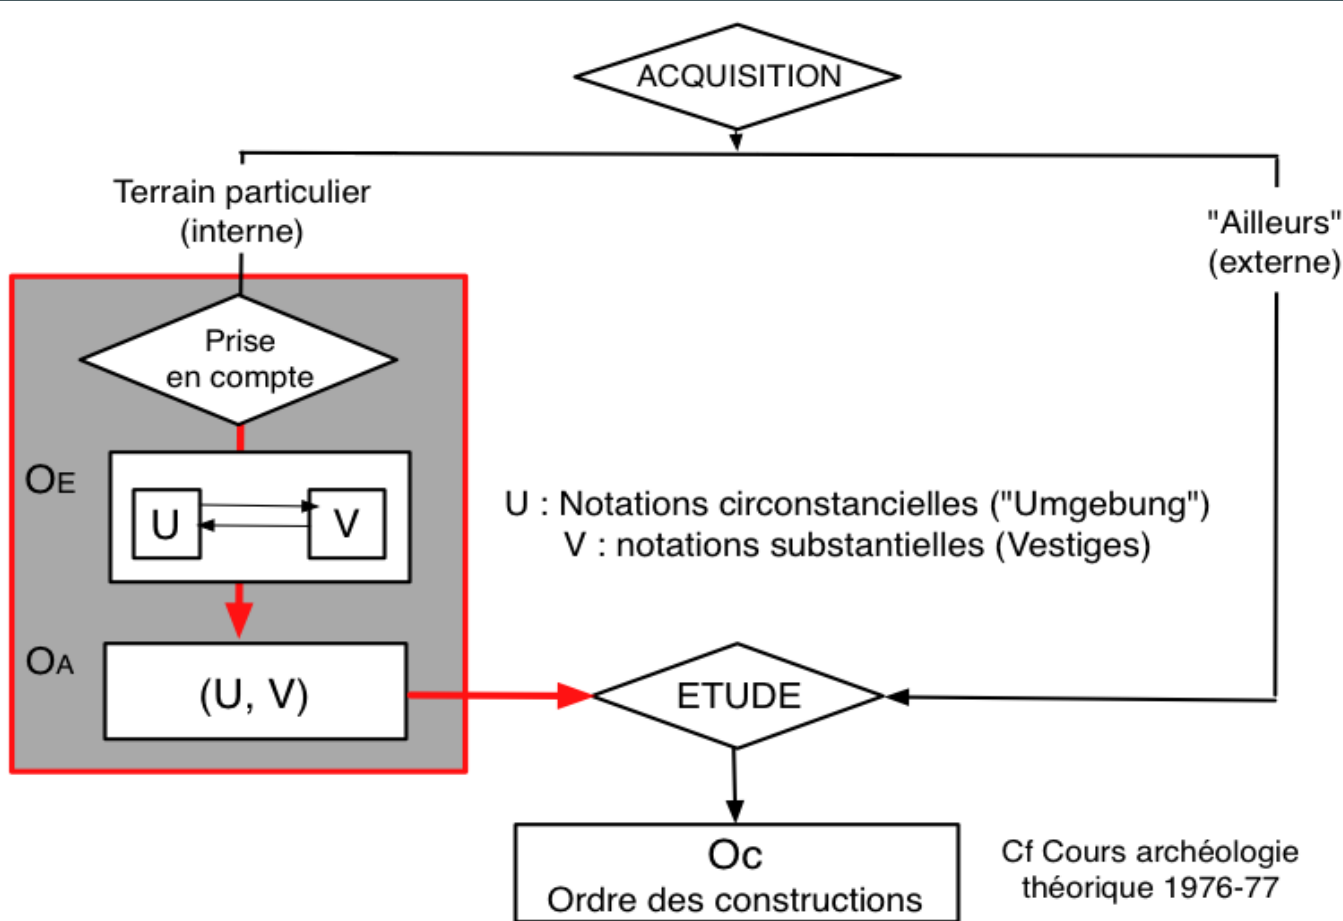 ACQUISITION
Terrain particulier
(interne)
"Ailleurs"
(externe)
Prise
en compte
OE
U
V
U : Notations circonstancielles ("Umgebung")
V : notations substantielles (Vestiges)
OA
(U, V)
ETUDE
Oc
Ordre des constructions
Cf Cours archéologie
théorique 1976-77